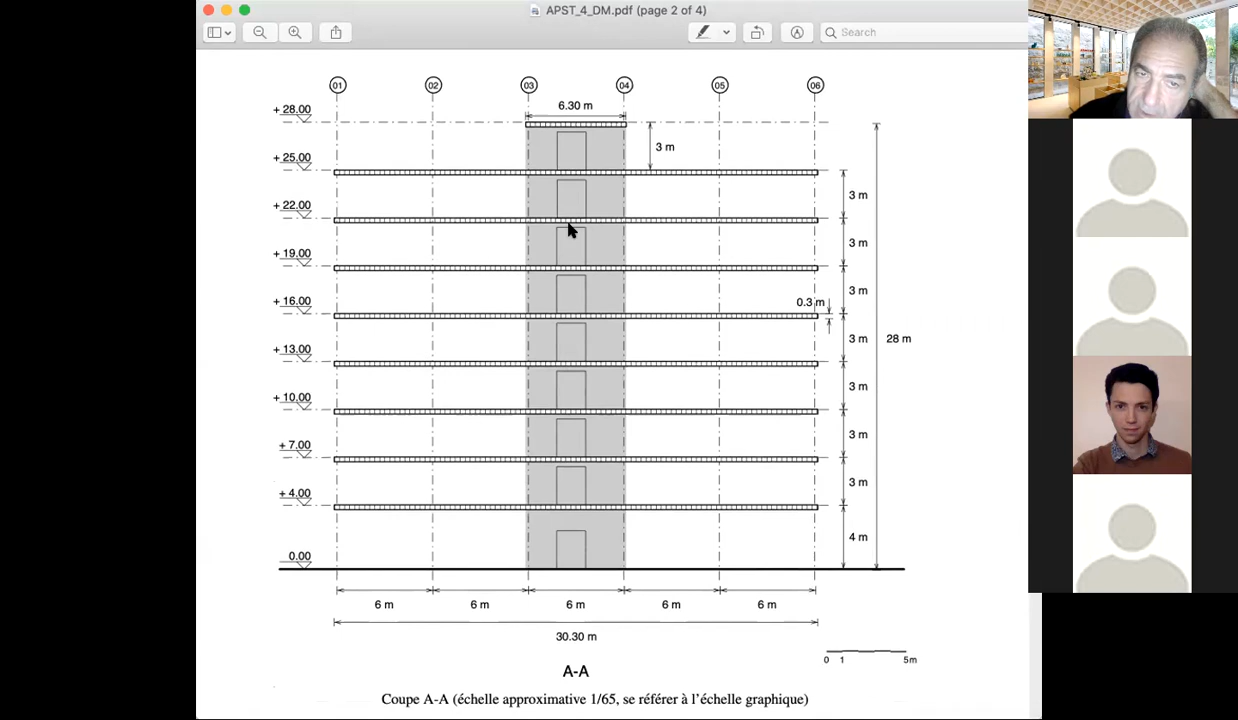 APST_4_DM.pdf (page 2 of 4)
Search
01 02 03 04 05 06
6.30 m
+ 28.00
3 m
+ 25.00
3 m
+ 22.00
3 m
+ 19.00
3 m
0.3 m
+ 16.00
3 m
28 m
+ 13.00
3 m
+ 10.00
3 m
+ 7.00
3 m
+ 4.00
4 m
0.00
6 m 6 m 6 m 6 m 6 m
30.30 m
0 1 5m
A-A
Coupe A-A (échelle approximative 1/65, se référer à l'échelle graphique)